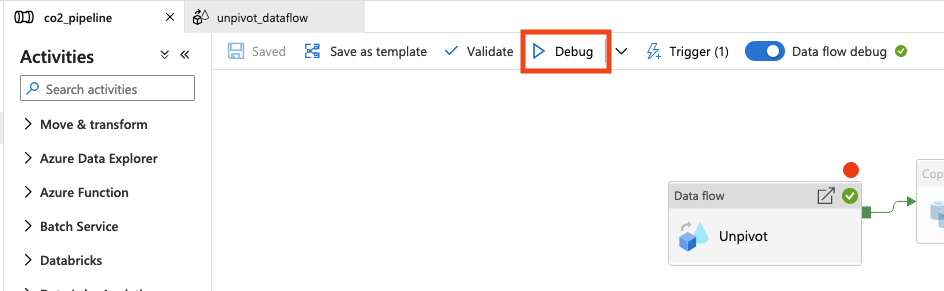 co2_pipeline
unpivot_dataflow
Activities
Search activities
Move & transform
Azure Data Explorer
Azure Function
Batch Service
Databricks
Saved
Save as template
Validate
Debug
Trigger (1)
Data flow debug
Data flow
Unpivot